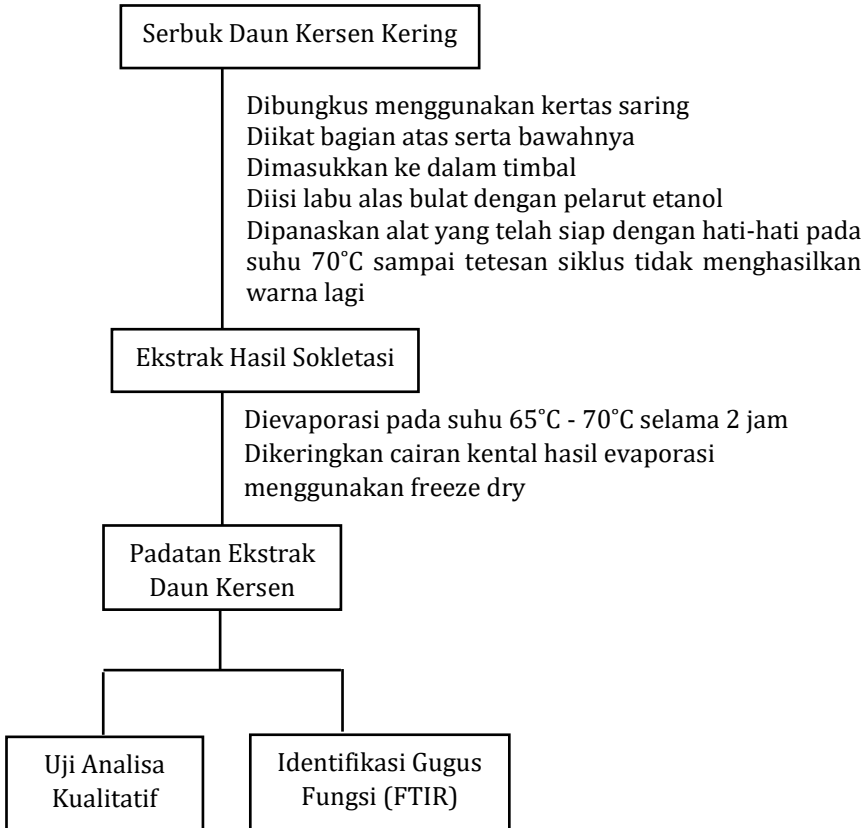 Serbuk Daun Kersen Kering
Dibungkus menggunakan kertas saring
Diikat bagian atas serta bawahnya
Dimasukkan ke dalam timbal
Diisi labu alas bulat dengan pelarut etanol
Dipanaskan alat yang telah siap dengan hati-hati pada
suhu 70˚C sampai tetesan siklus tidak menghasilkan
warna lagi
Ekstrak Hasil Sokletasi
Dievaporasi pada suhu 65˚C - 70˚C selama 2 jam
Dikeringkan cairan kental hasil evaporasi
menggunakan freeze dry
Padatan Ekstrak
Daun Kersen
Uji Analisa
Kualitatif
Identifikasi Gugus
Fungsi (FTIR)